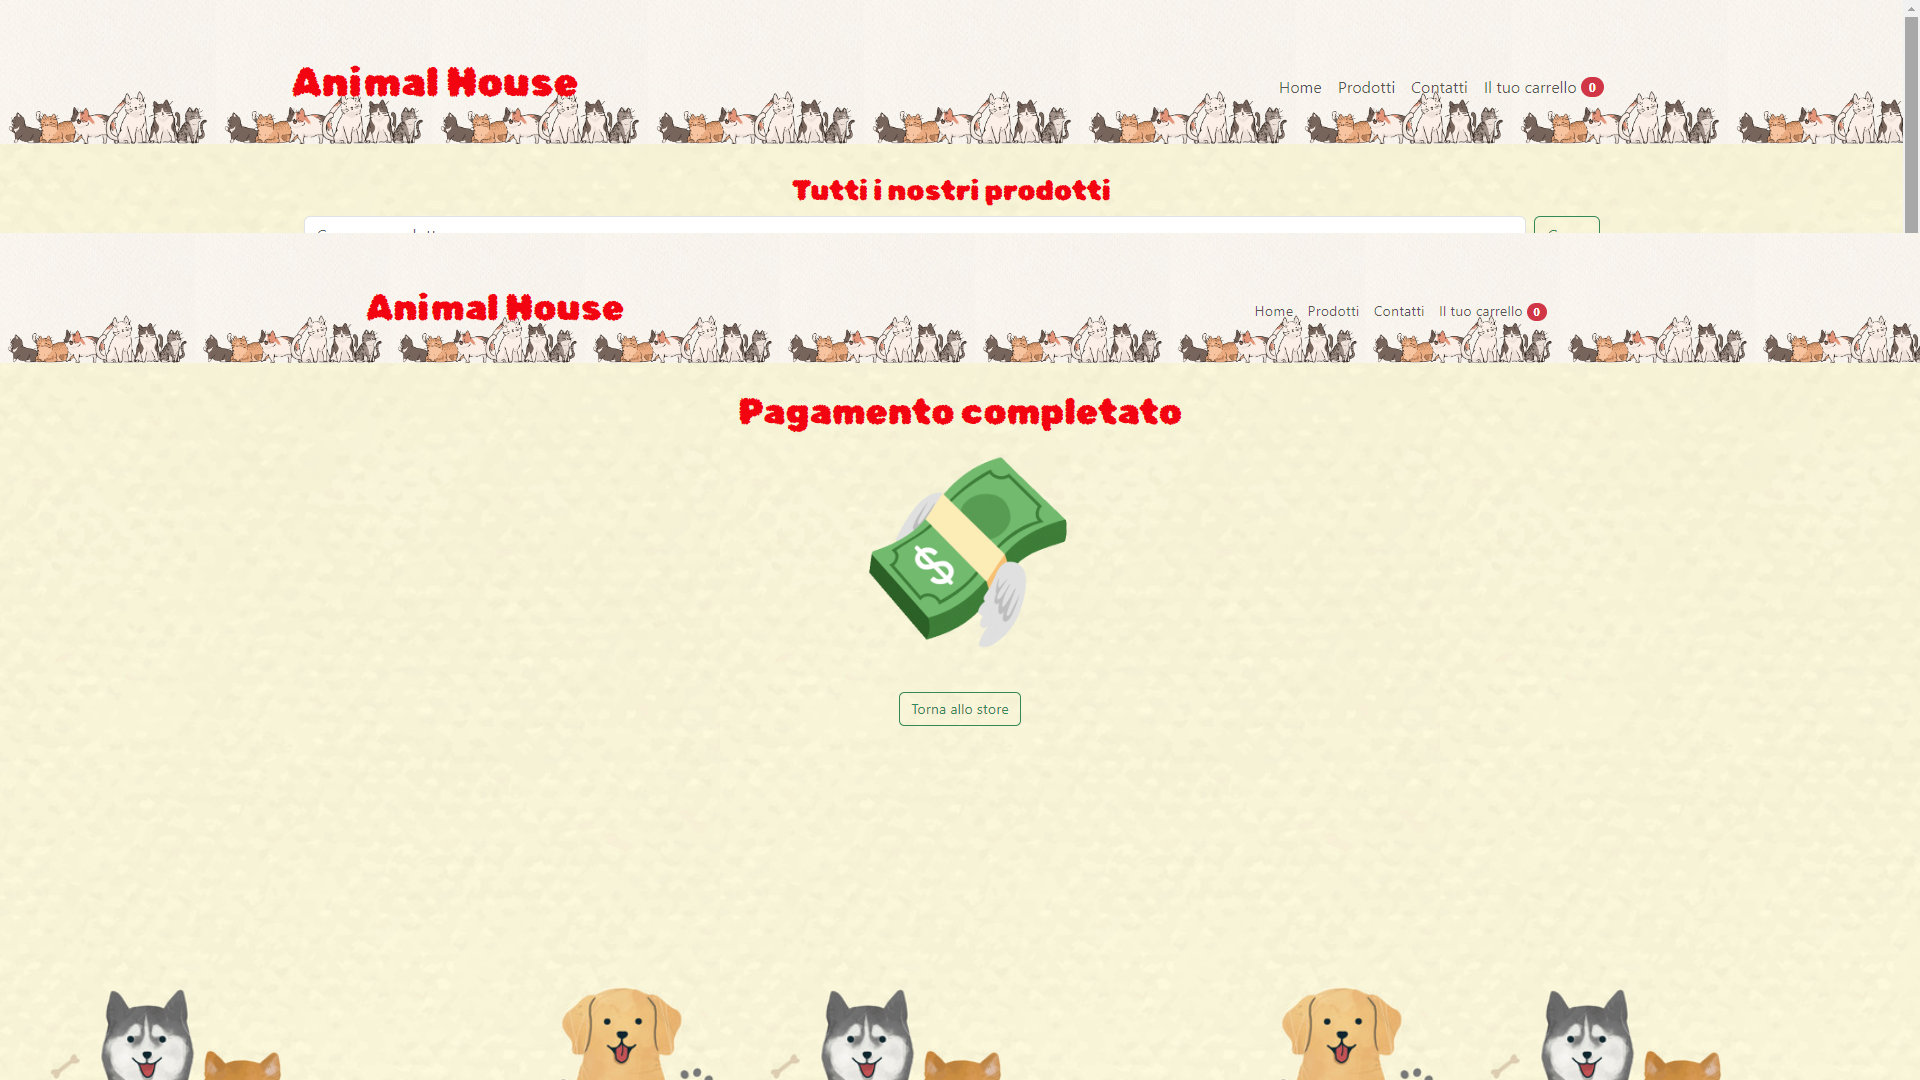 Animal House
Home Prodotti Contatti Il tuo carrello 0
Tutti i nostri prodotti
Animal House
Home Prodotti Contatti Il tuo carrello 0
Pagamento completato
$
Torna allo store